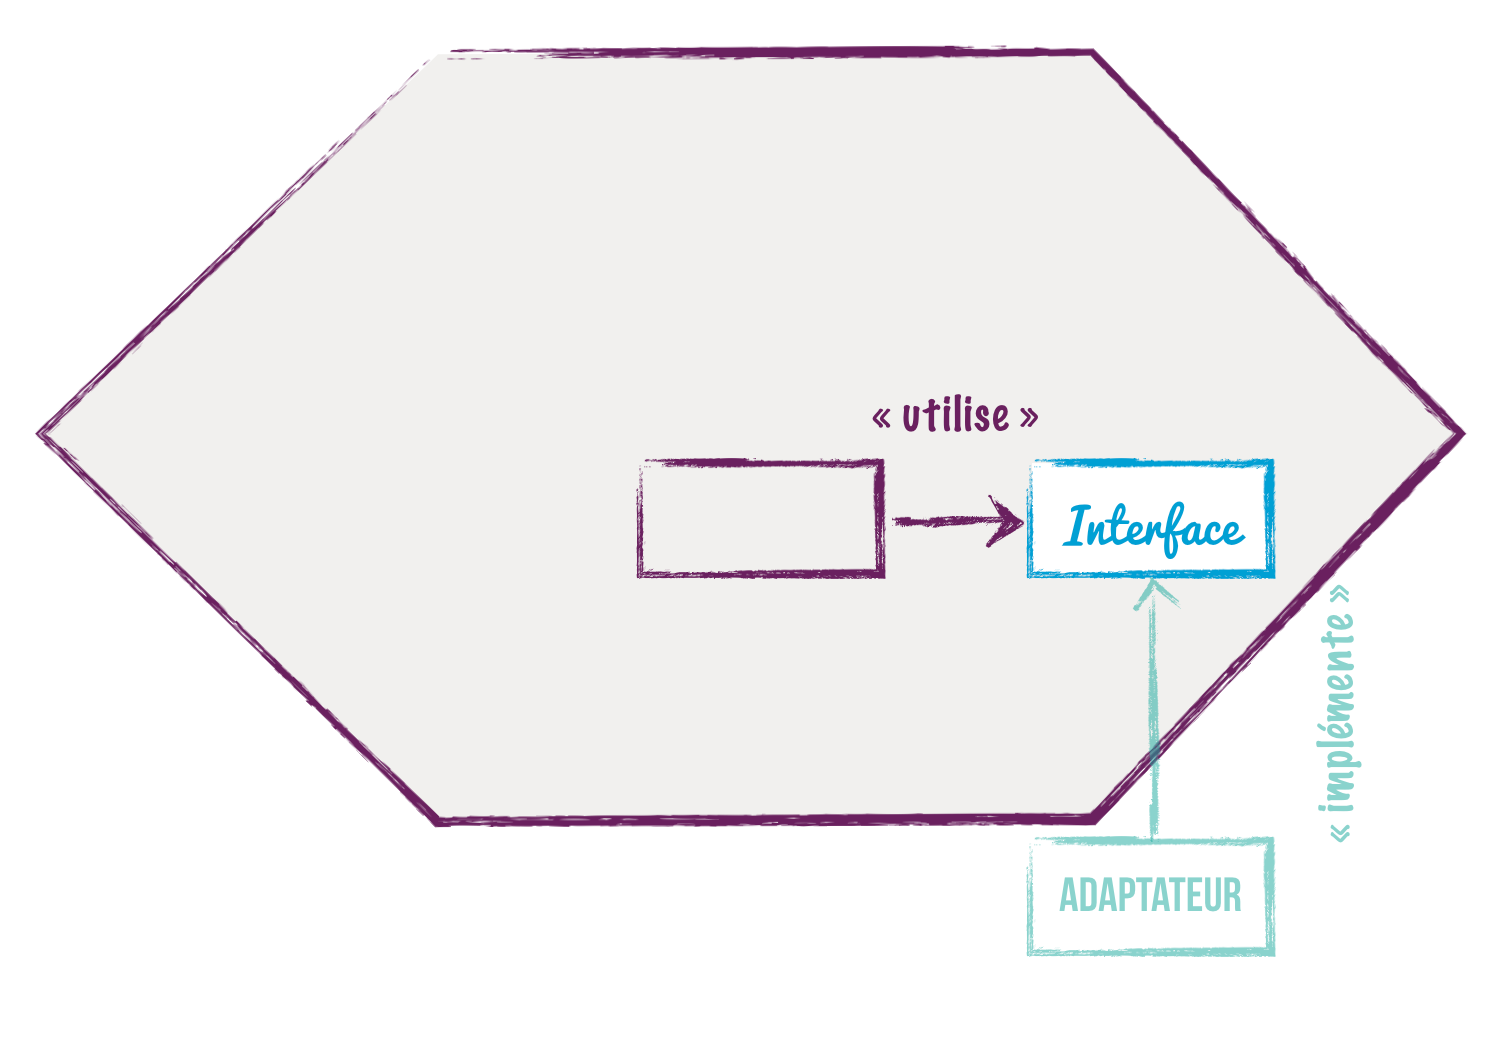 « utilise »
Interface
« implémente »
ADAPTATEUR